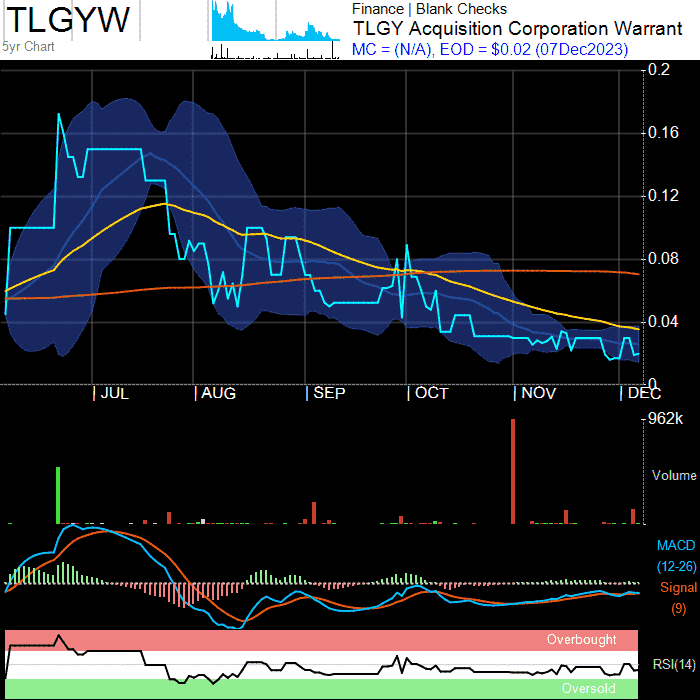 TLGYW
5yr Chart
Finance | Blank Checks
TLGY Acquisition Corporation Warrant
MC = (N/A), EOD = $0.02 (07Dec2023)
0.2
0.16
0.12
0.08
0.04
0
JUL
AUG
SEP
OCT
NOV
DEC
962k
Volume
MACD
(12-26)
Signal
(9)
Overbought
RSI(14)
Oversold